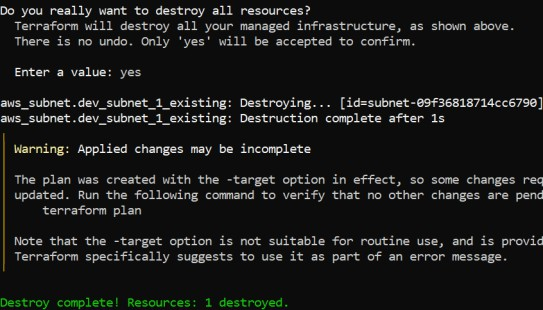 Do you really want to destroy all resources?
Terraform will destroy all your managed infrastructure, as shown above.
There is no undo. Only 'yes' will be accepted to confirm.
Enter a value: yes
aws_subnet.dev_subnet_1_existing: Destroying... [id=subnet-09f36818714cc6790]
aws_subnet.dev_subnet_1_existing: Destruction complete after 1s
Warning: Applied changes may be incomplete
The plan was created with the -target option in effect, so some changes req
updated. Run the following command to verify that no other changes are pend
terraform plan
Note that the -target option is not suitable for routine use, and is provid
Terraform specifically suggests to use it as part of an error message.
Destroy complete! Resources: 1 destroyed.